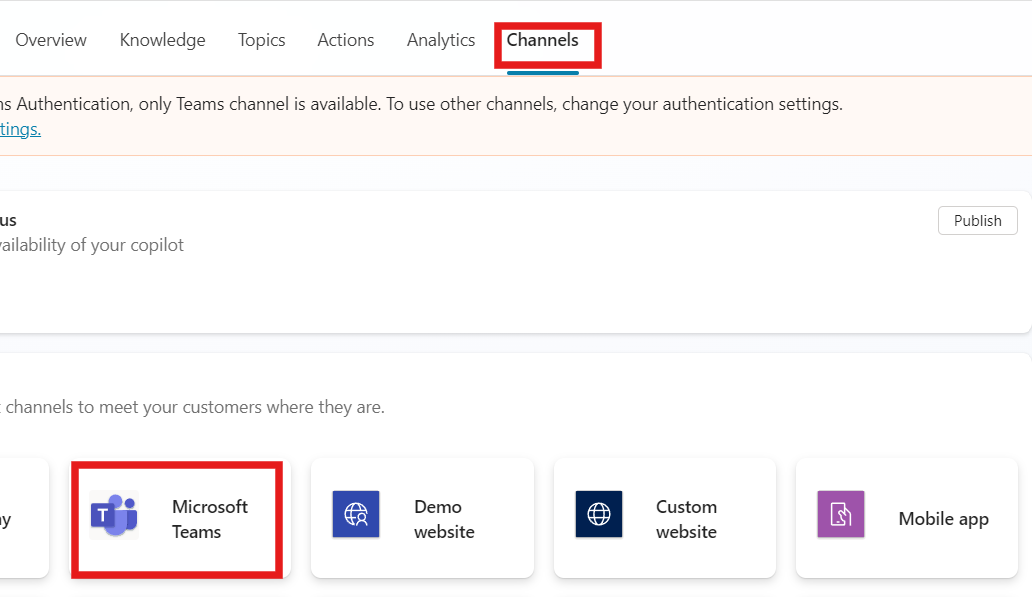 Overview Knowledge Topics Actions Analytics Channels
ns Authentication, only Teams channel is available. To use other channels, change your authentication settings.
tings.
us
Publish
vailability of your copilot
channels to meet your customers where they are.
Microsoft
Teams
Demo
website
Custom
website
Mobile app